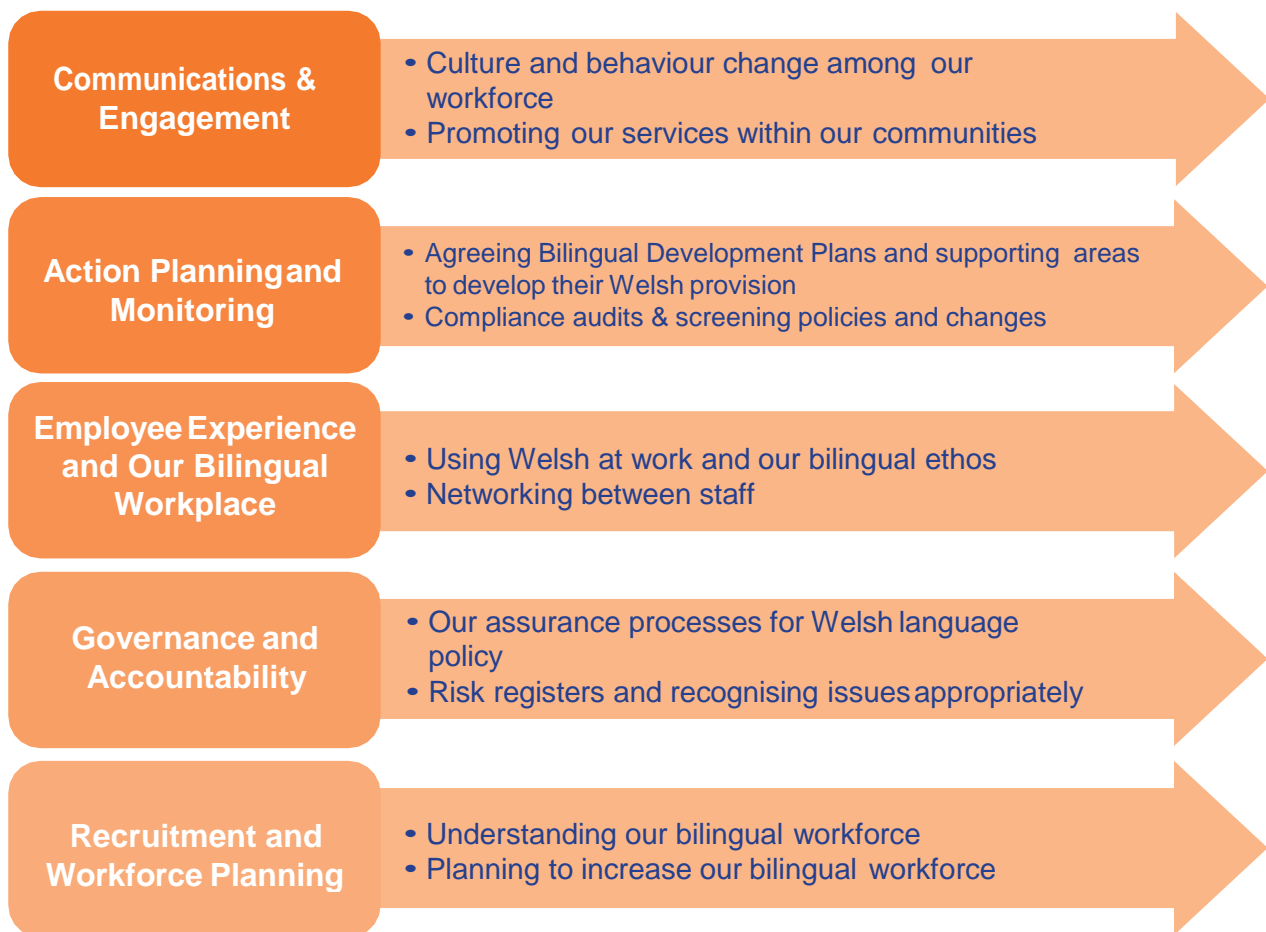 Communications &
Engagement
• Culture and behaviour change among our
workforce
• Promoting our services within our communities
Action Planning and
Monitoring
• Agreeing Bilingual Development Plans and supporting areas
to develop their Welsh provision
• Compliance audits & screening policies and changes
Employee Experience
and Our Bilingual
Workplace
• Using Welsh at work and our bilingual ethos
• Networking between staff
Governance and
Accountability
• Our assurance processes for Welsh language
policy
• Risk registers and recognising issues appropriately
Recruitment and
Workforce Planning
• Understanding our bilingual workforce
• Planning to increase our bilingual workforce